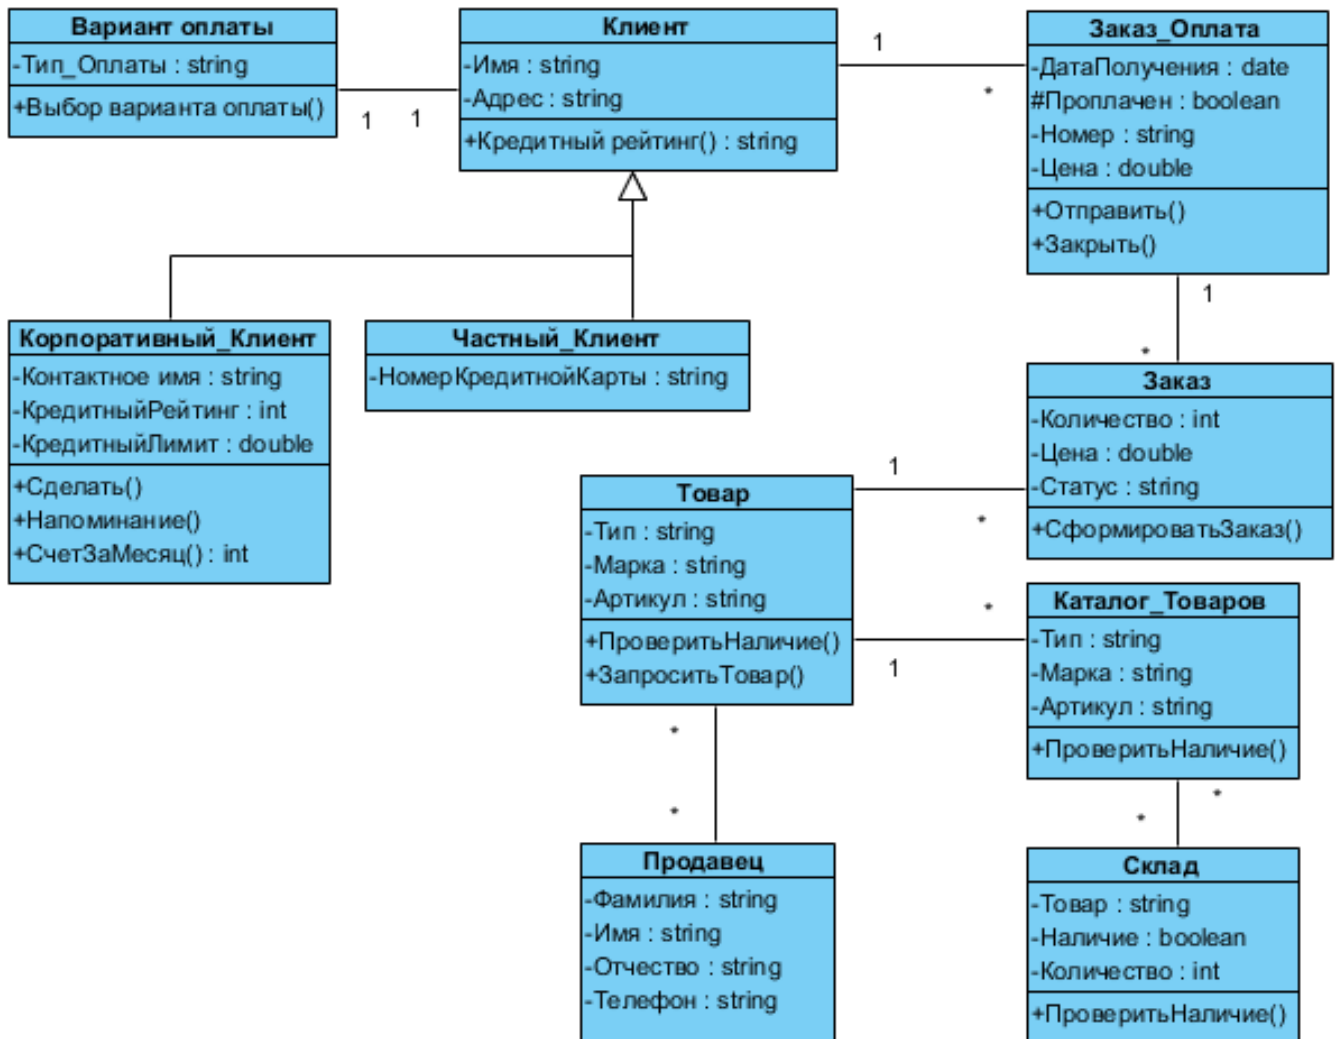 Вариант оплаты
-Тип_Оплаты : string
+Выбор варианта оплаты()
1
1
Клиент
-Имя : string
-Адрес : string
+Кредитный рейтинг() : string
1
*
Заказ_Оплата
-ДатаПолучения : date
#Проплачен : boolean
-Номер : string
-Цена : double
+Отправить()
+Закрыть()
1
*
Корпоративный_Клиент
-Контактное имя : string
-КредитныйРейтинг : int
-КредитныйЛимит : double
+Сделать()
+Напоминание()
+СчетЗаМесяц() : int
Частный_Клиент
-НомерКредитнойКарты : string
Заказ
-Количество : int
-Цена : double
-Статус : string
+СформироватьЗаказ()
1
*
Товар
-Тип : string
-Марка : string
-Артикул : string
+ПроверитьНаличие()
+ЗапроситьТовар()
*
1
Каталог_Товаров
-Тип : string
-Марка : string
-Артикул : string
+ПроверитьНаличие()
*
*
*
*
Продавец
-Фамилия : string
-Имя : string
-Отчество : string
-Телефон : string
Склад
-Товар : string
-Наличие : boolean
-Количество : int
+ПроверитьНаличие()